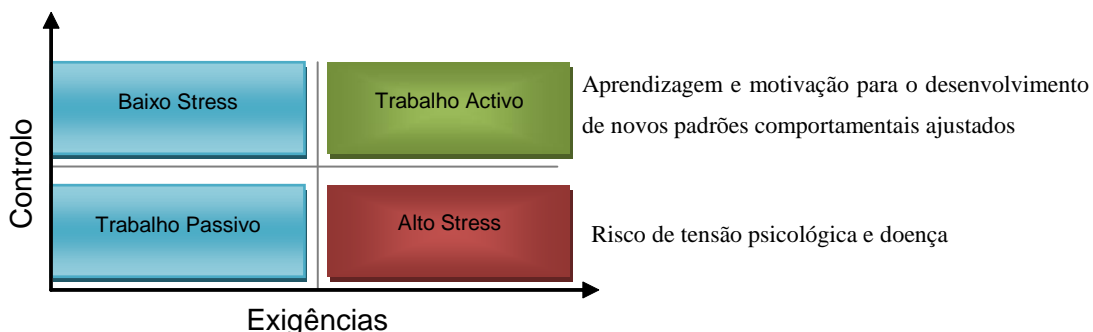 Controlo
Baixo Stress
Trabalho Activo
Aprendizagem e motivação para o desenvolvimento
de novos padrões comportamentais ajustados
Trabalho Passivo
Alto Stress
Risco de tensão psicológica e doença
Exigências